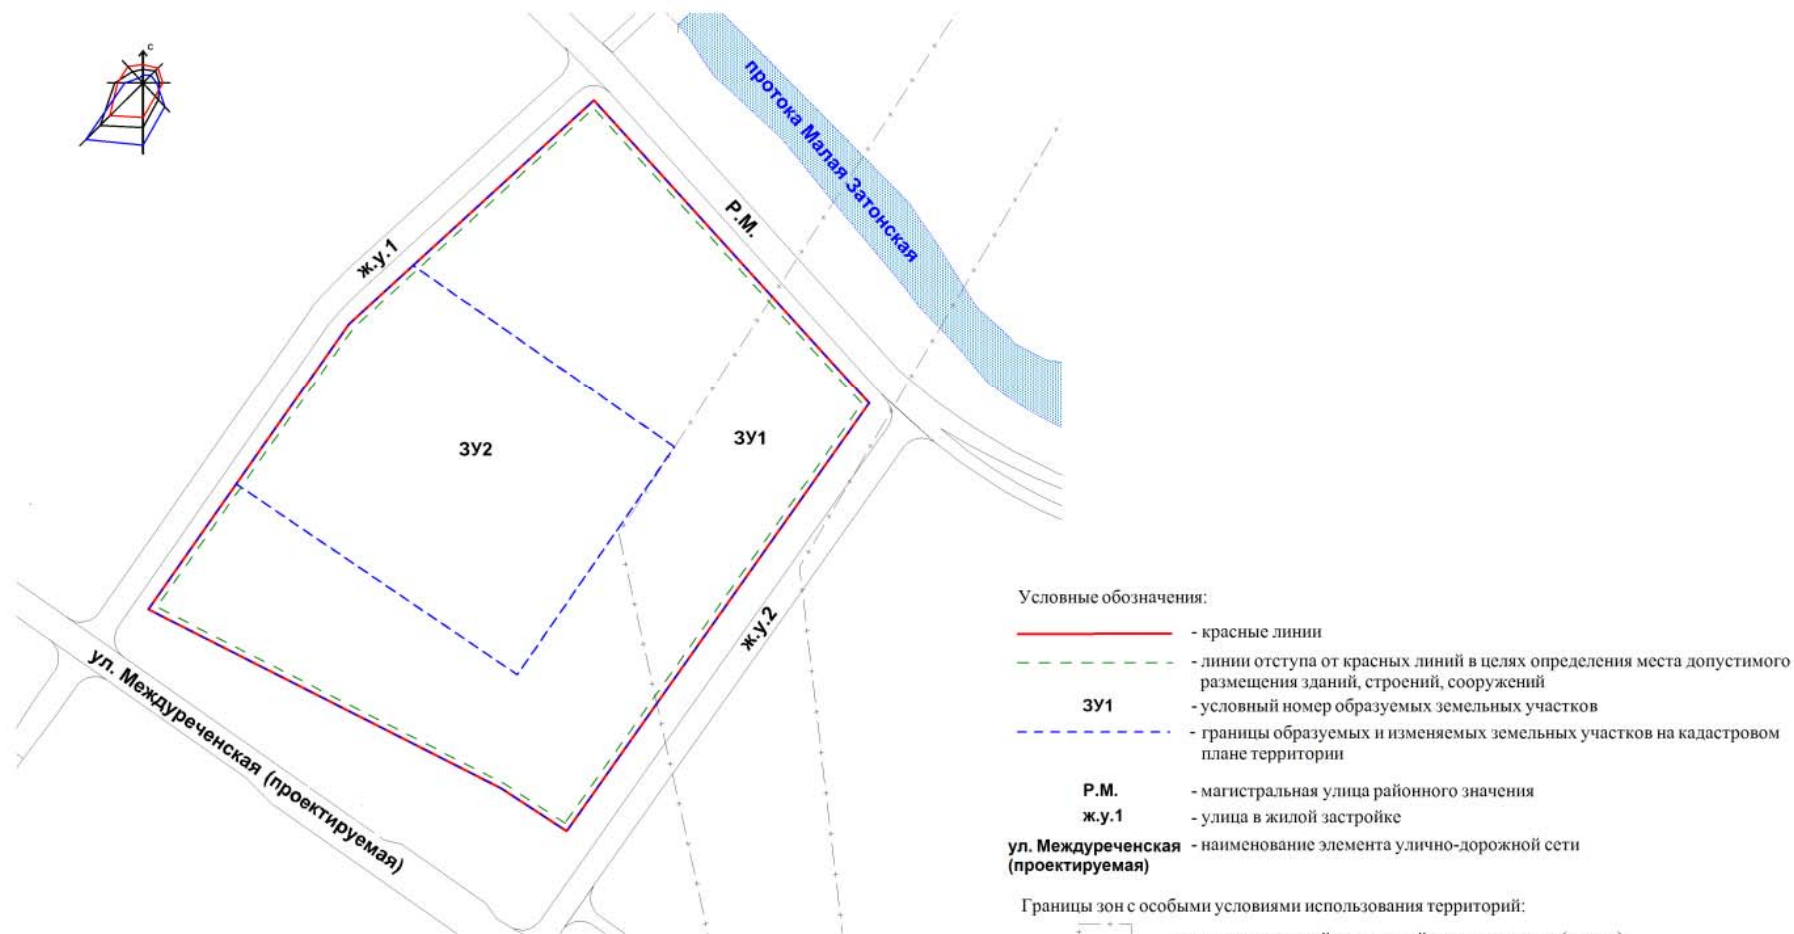 С
протока Малая Затонская
Р.М.
ж.у.1
ЗУ2
ЗУ1
ж.у.2
ул. Междуреченская (проектируемая)
Условные обозначения:
- красные линии
- линии отступа от красных линий в целях определения места допустимого
размещения зданий, строений, сооружений
ЗУ1 - условный номер образуемых земельных участков
- границы образуемых и изменяемых земельных участков на кадастровом
плане территории
Р.М. - магистральная улица районного значения
ж.у.1 - улица в жилой застройке
ул. Междуреченская - наименование элемента улично-дорожной сети
(проектируемая)
Границы зон с особыми условиями использования территорий: